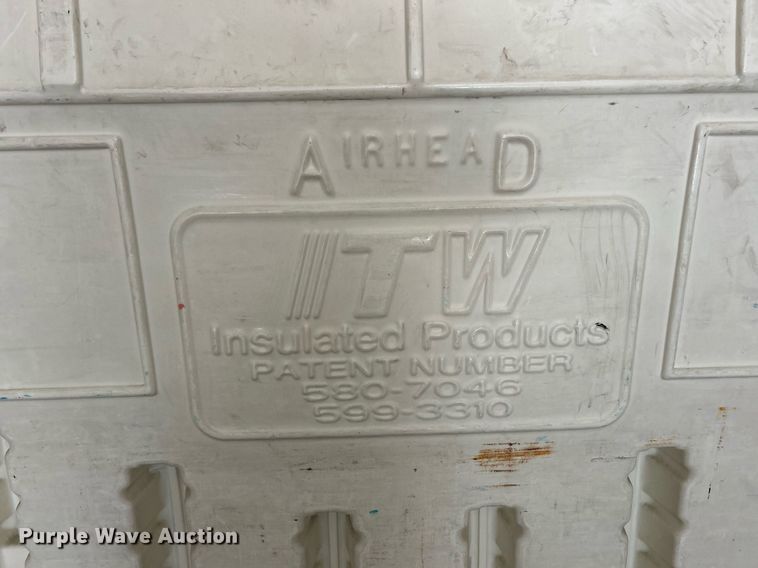 AIRHEAD
ITW
Insulated Products
PATENT NUMBER
580-7046
599-3310
Purple Wave Auction